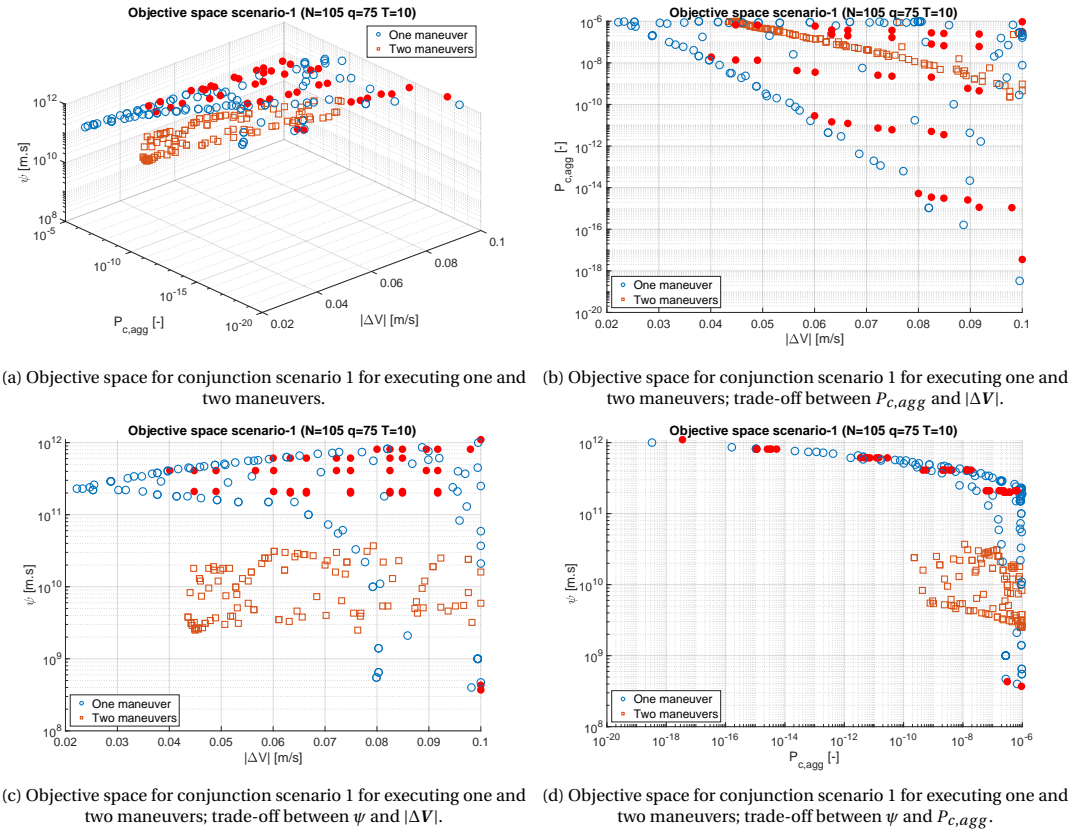 Objective space scenario-1 (N=105 q=75 T=10)
One maneuver
Two maneuvers
10^12
10^10
10^8
ψ [m.s]
10^-5
10^-10
10^-15
10^-20
P_c,agg [-]
0.02
0.04
0.06
0.08
0.1
|ΔV| [m/s]
(a) Objective space for conjunction scenario 1 for executing one and
two maneuvers.
Objective space scenario-1 (N=105 q=75 T=10)
10^-6
10^-8
10^-10
10^-12
10^-14
10^-16
10^-18
10^-20
P_c,agg [-]
One maneuver
Two maneuvers
0.02 0.03 0.04 0.05 0.06 0.07 0.08 0.09 0.1
|ΔV| [m/s]
(b) Objective space for conjunction scenario 1 for executing one and
two maneuvers; trade-off between P_c,agg and |ΔV|.
Objective space scenario-1 (N=105 q=75 T=10)
10^12
10^11
10^10
10^9
10^8
ψ [m.s]
One maneuver
Two maneuvers
0.02 0.03 0.04 0.05 0.06 0.07 0.08 0.09 0.1
|ΔV| [m/s]
(c) Objective space for conjunction scenario 1 for executing one and
two maneuvers; trade-off between ψ and |ΔV|.
Objective space scenario-1 (N=105 q=75 T=10)
10^12
10^11
10^10
10^9
10^8
ψ [m.s]
One maneuver
Two maneuvers
10^-20 10^-18 10^-16 10^-14 10^-12 10^-10 10^-8 10^-6
P_c,agg [-]
(d) Objective space for conjunction scenario 1 for executing one and
two maneuvers; trade-off between ψ and P_c,agg.